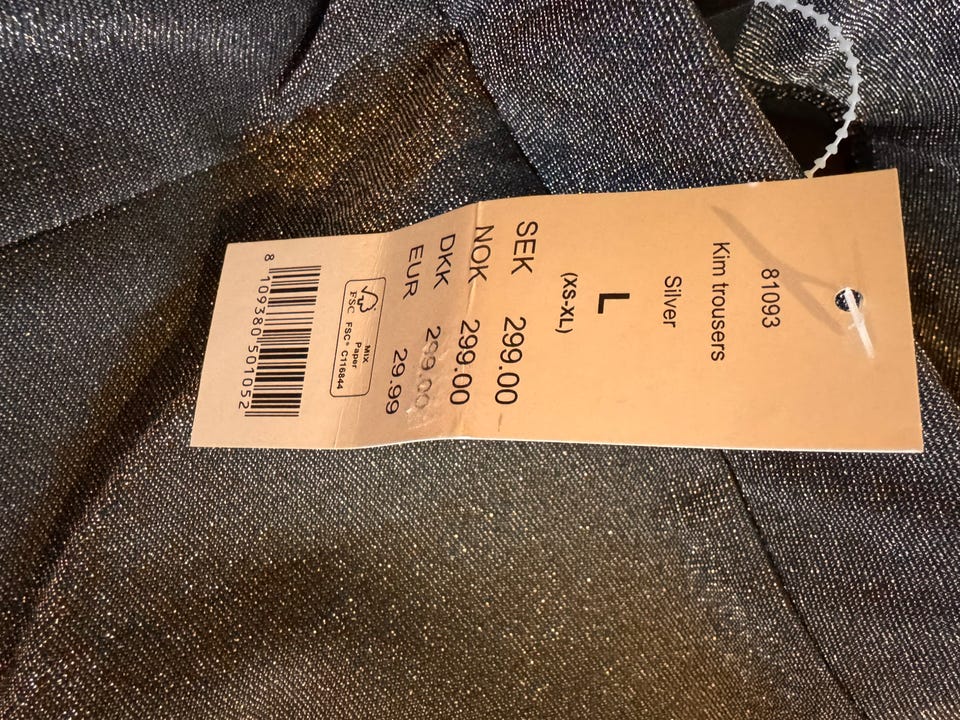 81093
Kim trousers
Silver
L
(XS-XL)
SEK 299.00
NOK 299.00
DKK 299.00
EUR 29.99
FSC
MIX
Paper
FSC® C116844
8 109380 501052